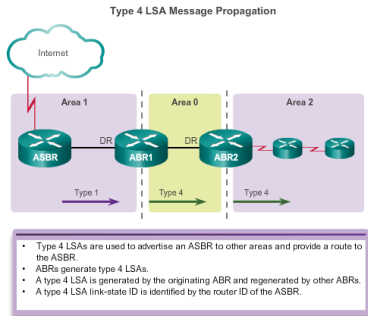 Type 4 LSA Message Propagation
Internet
Area 1
Area 0
Area 2
DR
DR
ASBR
ABR1
ABR2
Type 1
Type 4
Type 4
• Type 4 LSAs are used to advertise an ASBR to other areas and provide a route to
the ASBR.
• ABRs generate type 4 LSAs.
• A type 4 LSA is generated by the originating ABR and regenerated by other ABRs.
• A type 4 LSA link-state ID is identified by the router ID of the ASBR.